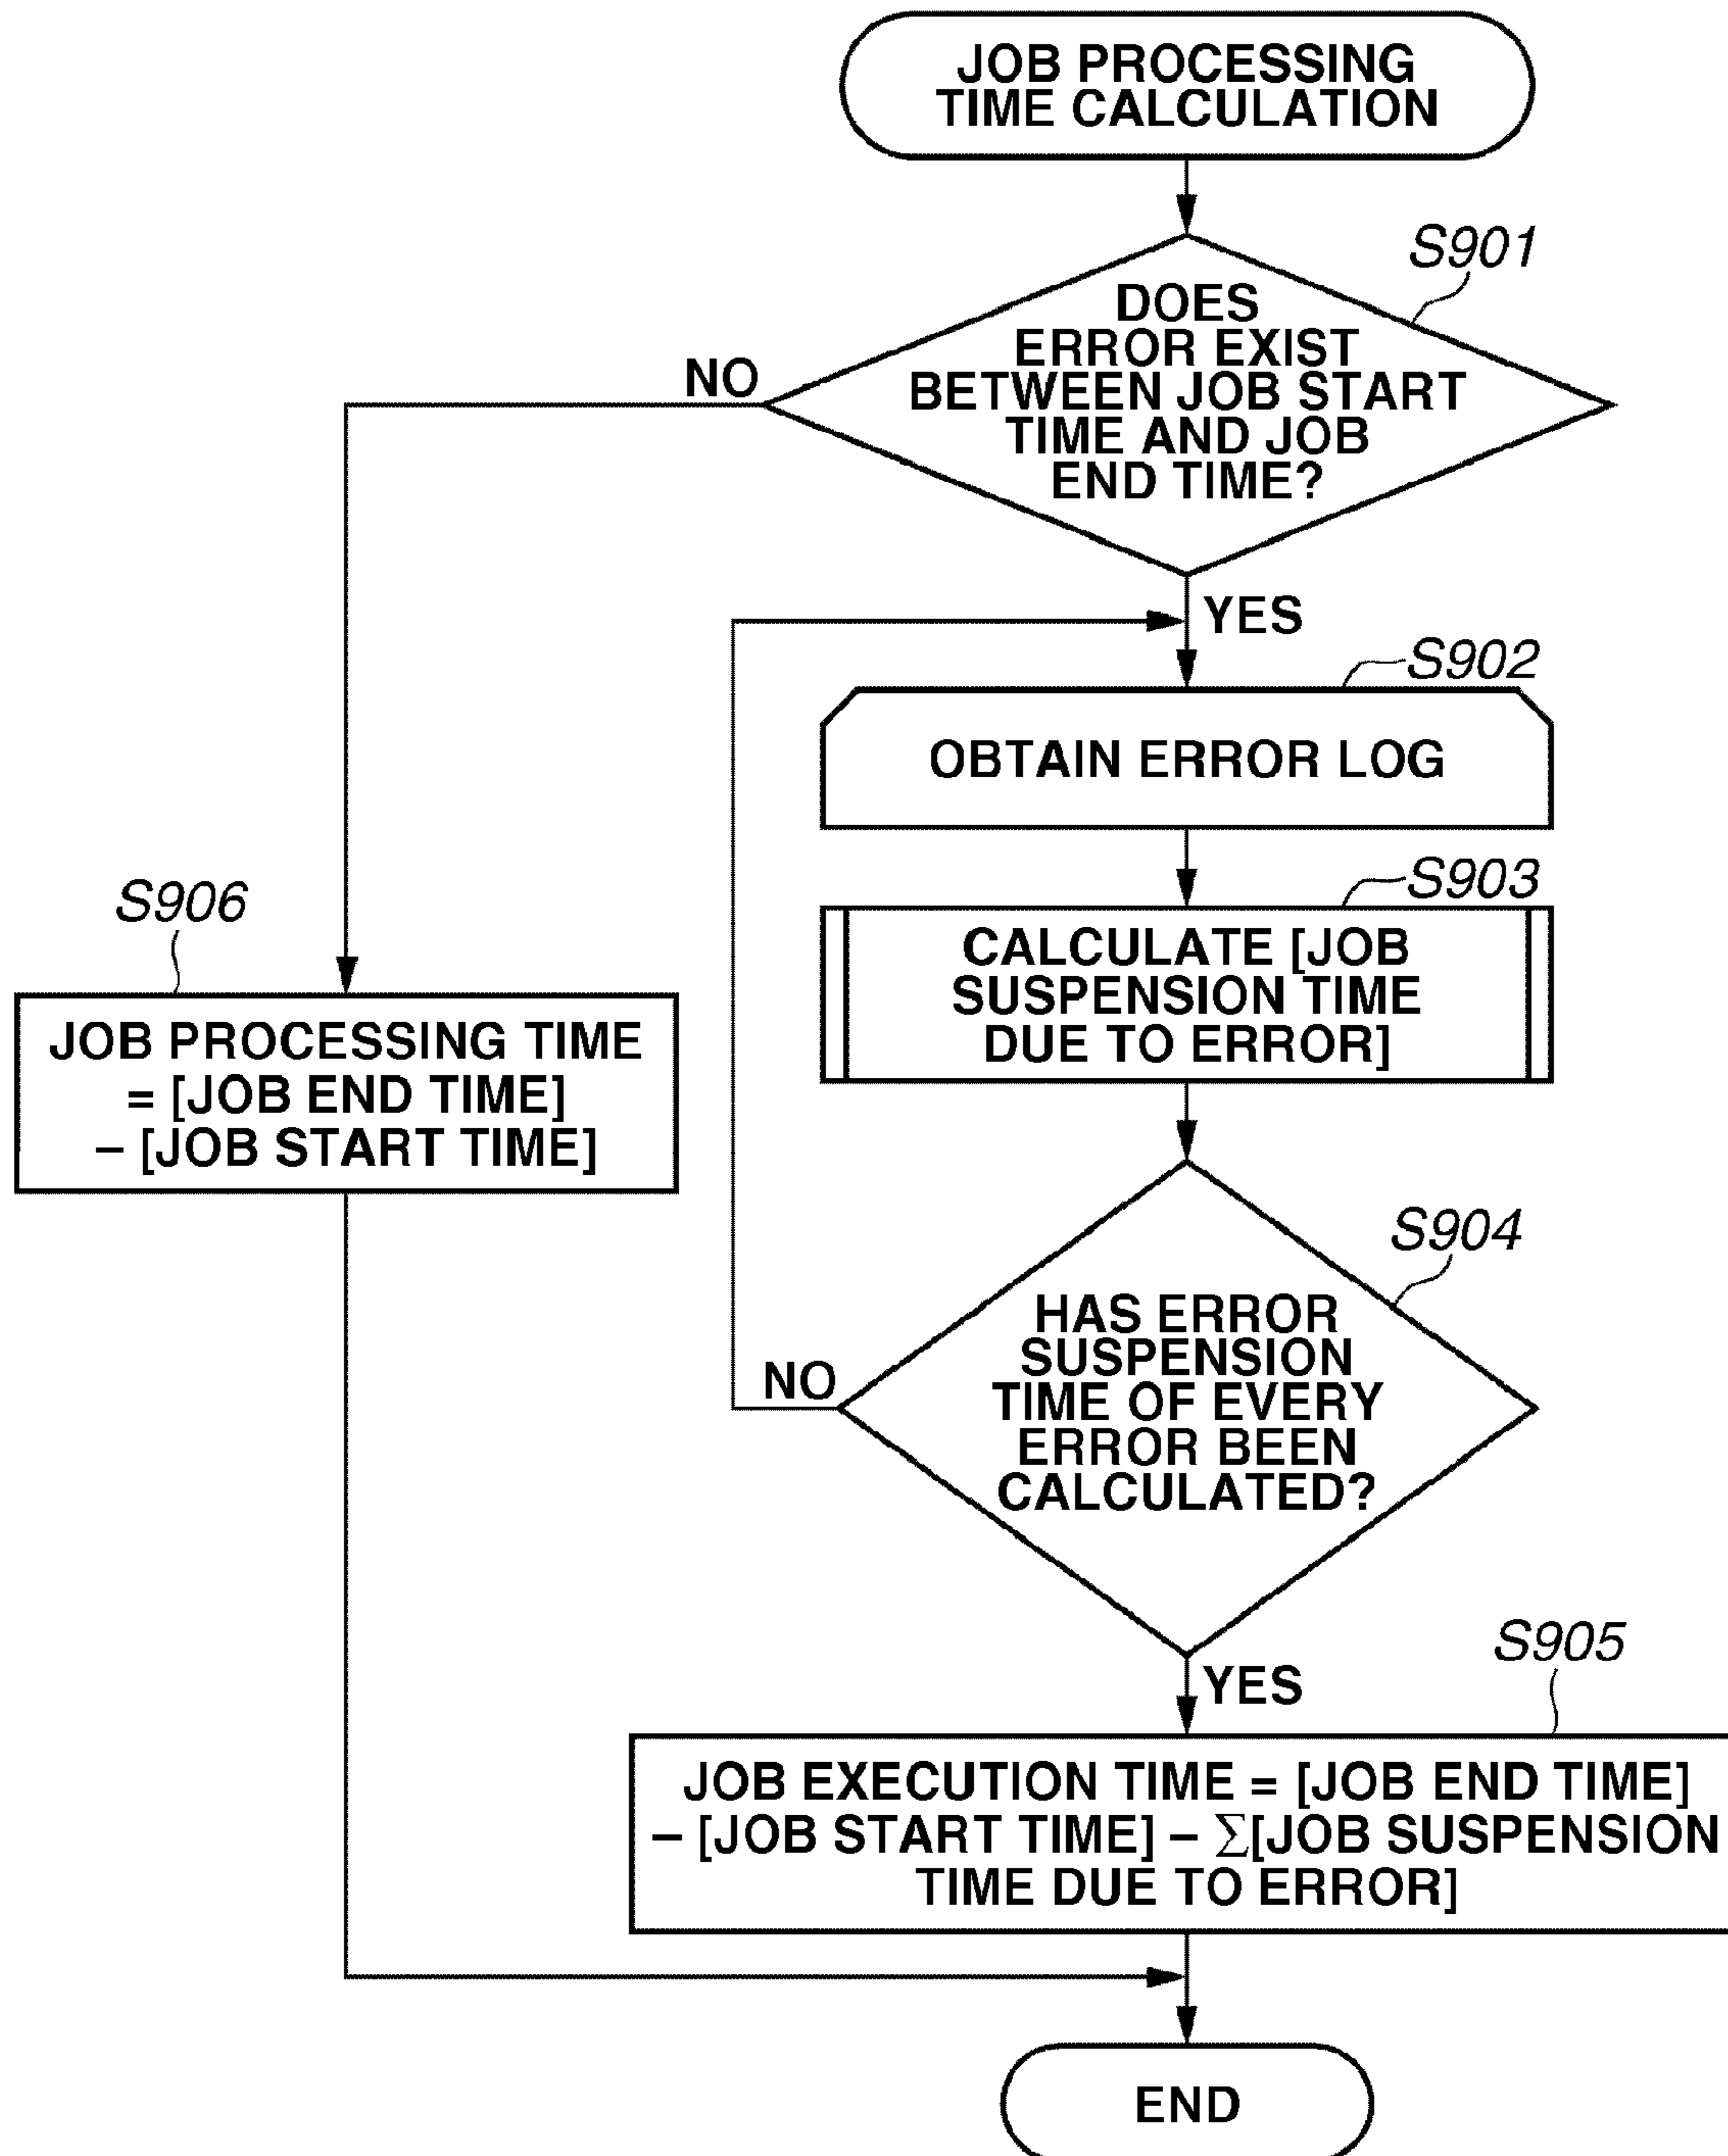 JOB PROCESSING
TIME CALCULATION
S901
DOES
ERROR EXIST
BETWEEN JOB START
TIME AND JOB
END TIME?
NO
YES
S902
OBTAIN ERROR LOG
S903
CALCULATE [JOB
SUSPENSION TIME
DUE TO ERROR]
S906
JOB PROCESSING TIME
= [JOB END TIME]
– [JOB START TIME]
S904
HAS ERROR
SUSPENSION
TIME OF EVERY
ERROR BEEN
CALCULATED?
NO
YES
S905
JOB EXECUTION TIME = [JOB END TIME]
– [JOB START TIME] – Σ[JOB SUSPENSION
TIME DUE TO ERROR]
END